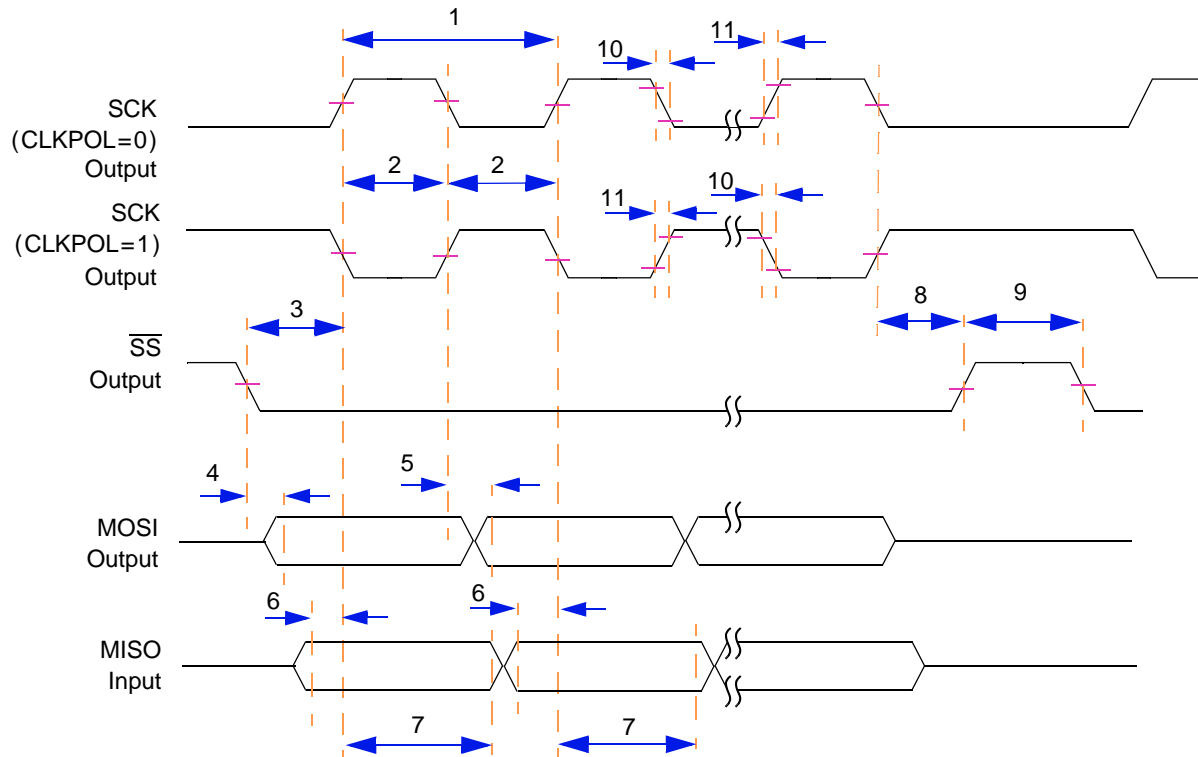 1
10
11
SCK
(CLKPOL=0)
Output
2
2
SCK
(CLKPOL=1)
Output
11
10
3
8
9
SS
Output
4
5
MOSI
Output
6
6
MISO
Input
7
7